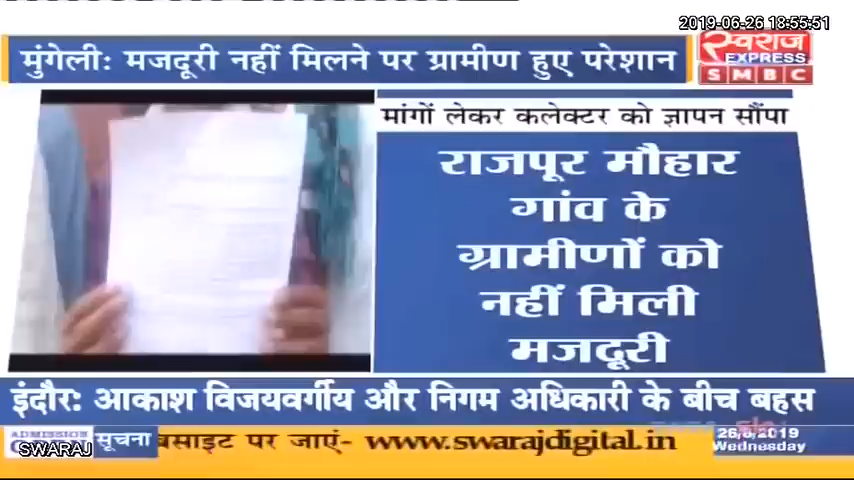 2019-06-26 18:55:51
मुंगेली: मजदूरी नहीं मिलने पर ग्रामीण हुए परेशान
स्वराज
EXPRESS
SMBC
मांगों लेकर कलेक्टर को ज्ञापन सौंपा
राजपूर मौहार
गांव के
ग्रामीणों को
नहीं मिली
मजदूरी
इंदौर: आकाश विजयवर्गीय और निगम अधिकारी के बीच बहस
ADMISSION
सूचना
बसाइट पर जाएं- www.swarajdigital.in
SWARAJ
26/6/2019
Wednesday